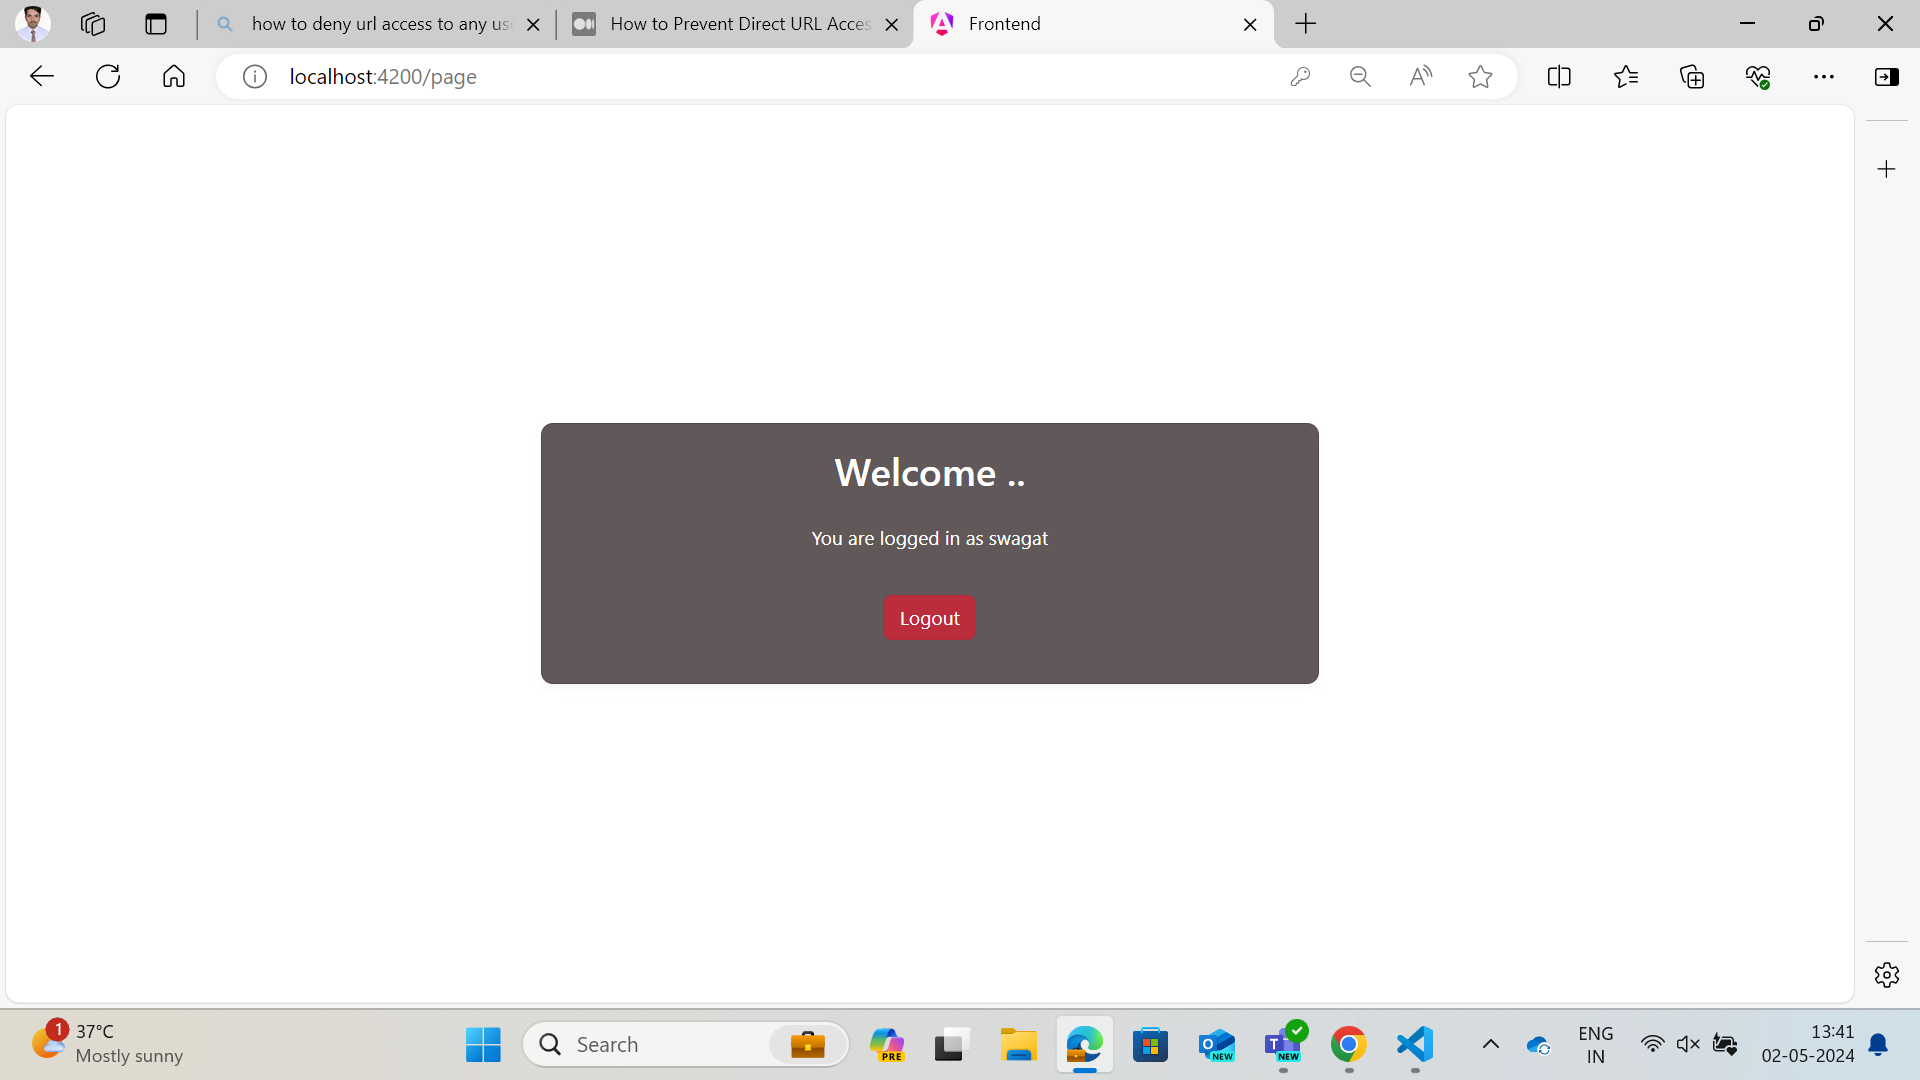 how to deny url access to any use
How to Prevent Direct URL Acces
Frontend
localhost:4200/page
Welcome ..
You are logged in as swagat
Logout
1
37°C
Mostly sunny
Search
PRE
NEW
NEW
ENG
IN
13:41
02-05-2024